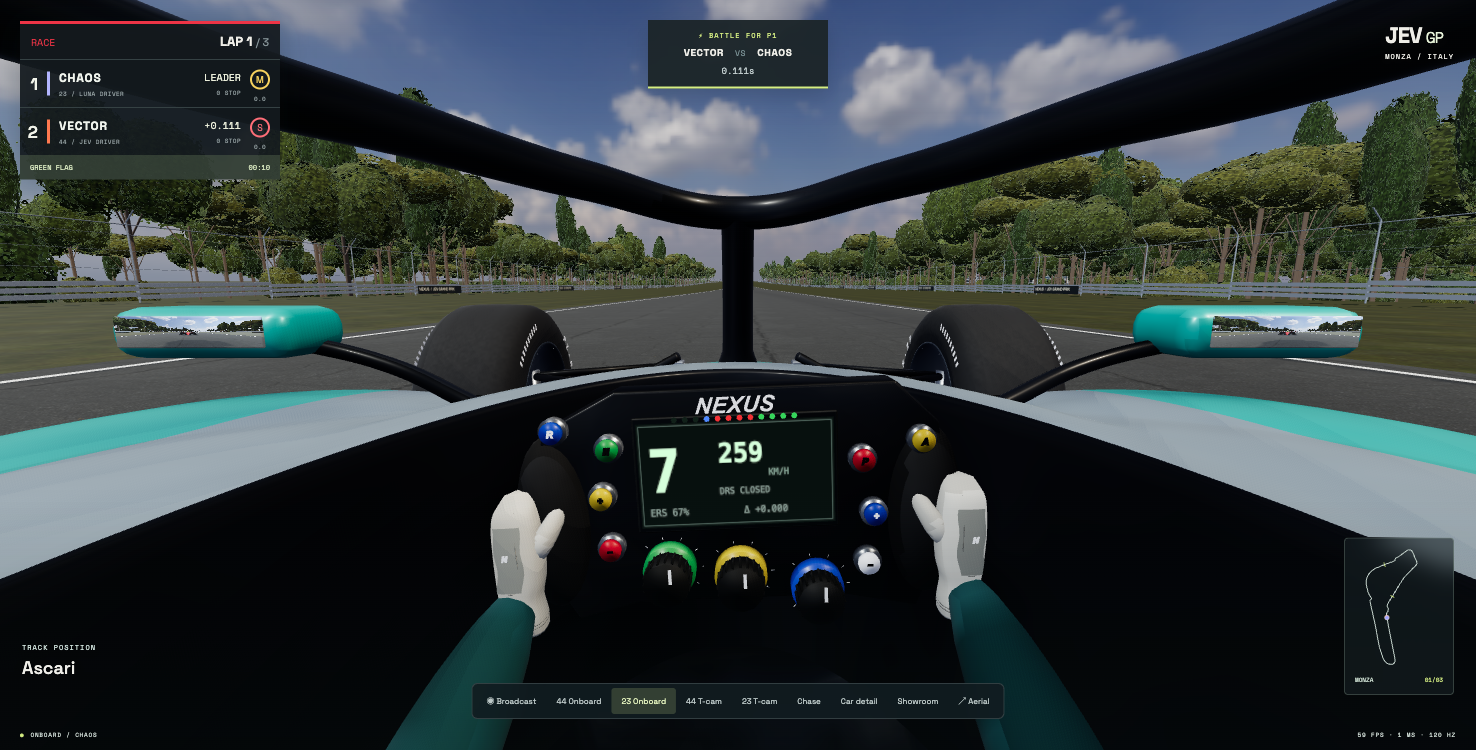 RACE
LAP 1 / 3
1 CHAOS LEADER M
23 / LUNA DRIVER 0 STOP 0.0
2 VECTOR +0.111 S
44 / JEV DRIVER 0 STOP 0.0
GREEN FLAG 00:10
⚡ BATTLE FOR P1
VECTOR VS CHAOS
0.111s
JEV GP
MONZA / ITALY
NEXUS
7 259
KM/H
DRS CLOSED
ERS 67% Δ +0.000
R
A
P
+
-
TRACK POSITION
Ascari
MONZA 01/03
Broadcast 44 Onboard 23 Onboard 44 T-cam 23 T-cam Chase Car detail Showroom Aerial
ONBOARD / CHAOS
59 FPS · 1 MS · 120 HZ